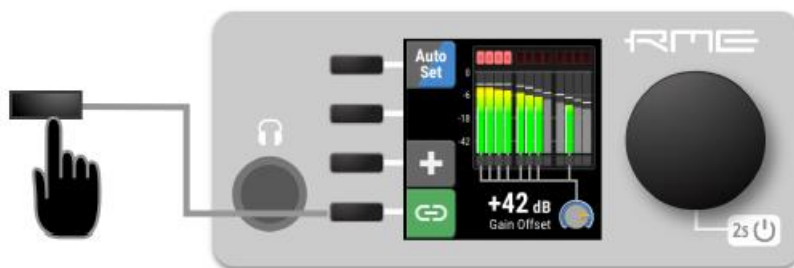 RME
Auto
Set
0
-6
-18
-42
+
+42 dB
Gain Offset
2s